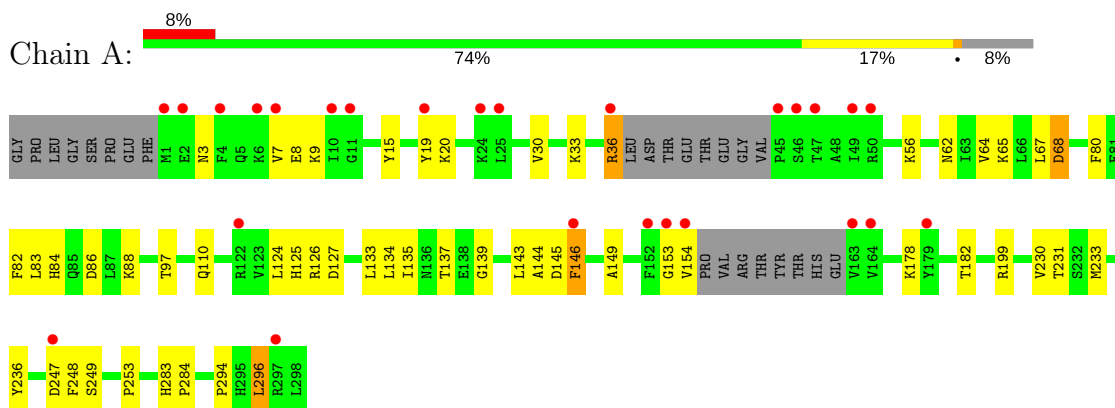 8%
Chain A:
74% 17% • 8%
GLY PRO LEU GLY SER PRO GLU PHE M1 E2 N3 F4 Q5 K6 V7 E8 K9 I10 G11 Y15 Y19 K20 K24 L25 V30 K33 R36 LEU ASP THR GLU THR GLU GLY VAL P45 S46 T47 A48 I49 R50 K56 N62 I63 V64 K65 L66 L67 D68 F80 E81
F82 L83 H84 Q85 D86 L87 K88 T97 Q110 R122 V123 L124 H125 R126 D127 L133 L134 I135 N136 T137 E138 G139 L143 A144 D145 F146 A149 F152 G153 V154 PRO VAL ARG THR TYR THR HIS GLU V163 V164 K178 Y179 T182 R199 V230 T231 S232 M233
Y236 D247 F248 S249 P253 H283 P284 P294 H295 L296 R297 L298